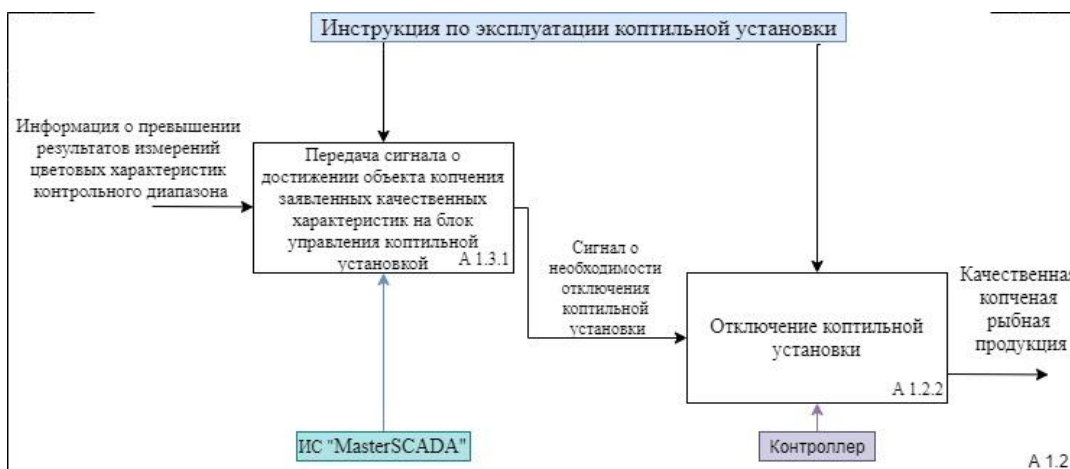 Инструкция по эксплуатации коптильной установки
Информация о превышении
результатов измерений
цветовых характеристик
контрольного диапазона
Передача сигнала о
достижении объекта копчения
заявленных качественных
характеристик на блок
управления коптильной
установкой
А 1.3.1
Сигнал о
необходимости
отключения
коптильной
установки
Отключение коптильной
установки
А 1.2.2
Качественная
копченая
рыбная
продукция
ИС "MasterSCADA"
Контроллер
А 1.2